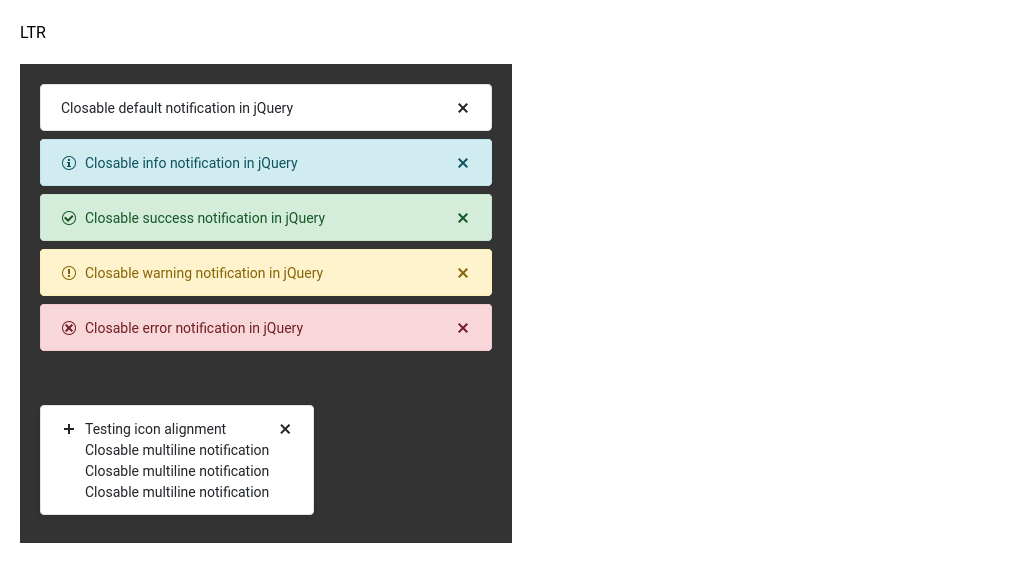 LTR
Closable default notification in jQuery
Closable info notification in jQuery
Closable success notification in jQuery
Closable warning notification in jQuery
Closable error notification in jQuery
Testing icon alignment
Closable multiline notification
Closable multiline notification
Closable multiline notification